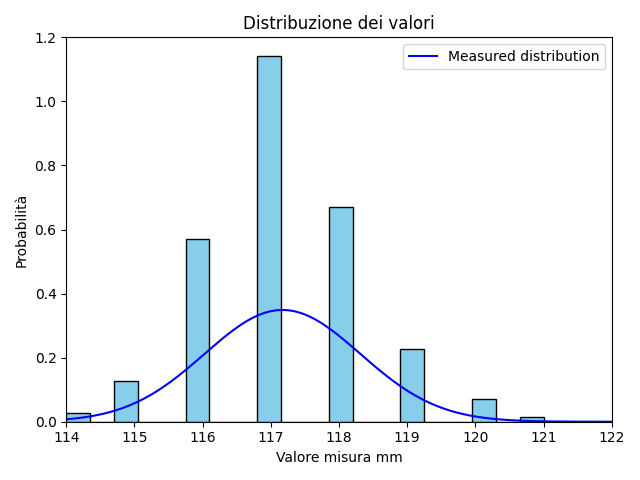 Distribuzione dei valori
Measured distribution
1.2
1.0
0.8
0.6
0.4
0.2
0.0
Probabilità
114 115 116 117 118 119 120 121 122
Valore misura mm